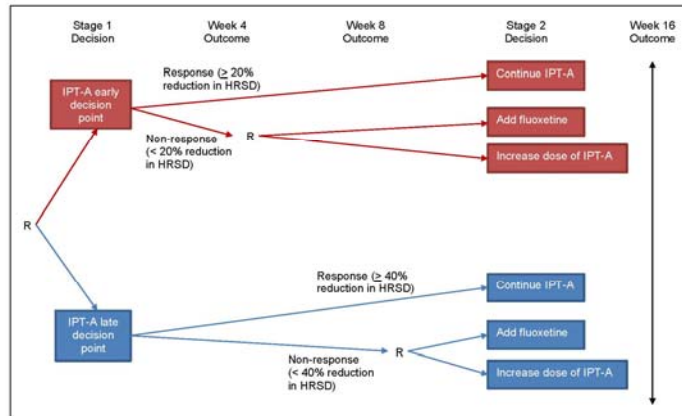 Stage 1
Decision
Week 4
Outcome
Week 8
Outcome
Stage 2
Decision
Week 16
Outcome
Response (≥ 20%
reduction in HRSD)
IPT-A early
decision
point
Continue IPT-A
Non-response
(< 20% reduction
in HRSD)
R
Add fluoxetine
Increase dose of IPT-A
R
Response (≥ 40%
reduction in HRSD)
IPT-A late
decision
point
Continue IPT-A
Non-response
(< 40% reduction
in HRSD)
R
Add fluoxetine
Increase dose of IPT-A